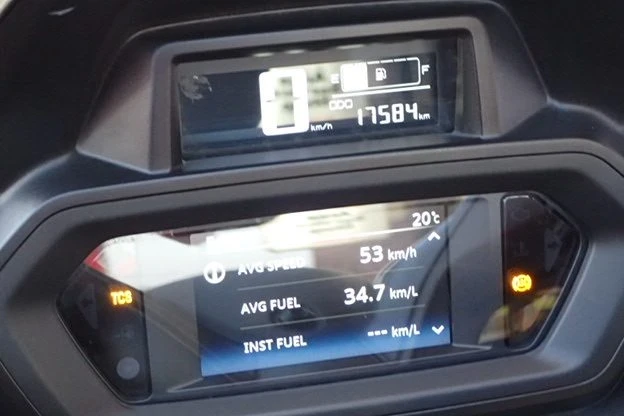 E F
0 km/h
ODO 17584 km
20℃
AVG SPEED 53 km/h
TCS
AVG FUEL 34.7 km/L
INST FUEL --- km/L